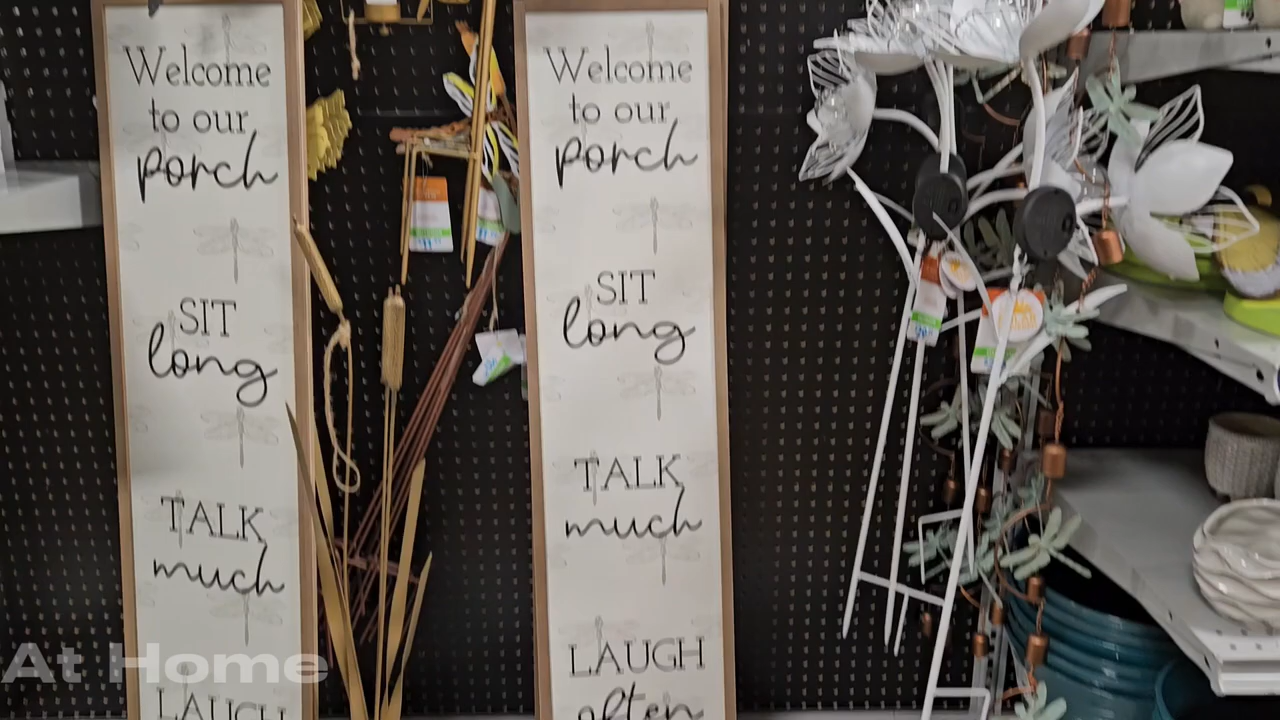 Welcome
to our
porch
SIT
long
TALK
much
LAUGH
Welcome
to our
porch
SIT
long
TALK
much
LAUGH
often
At Home